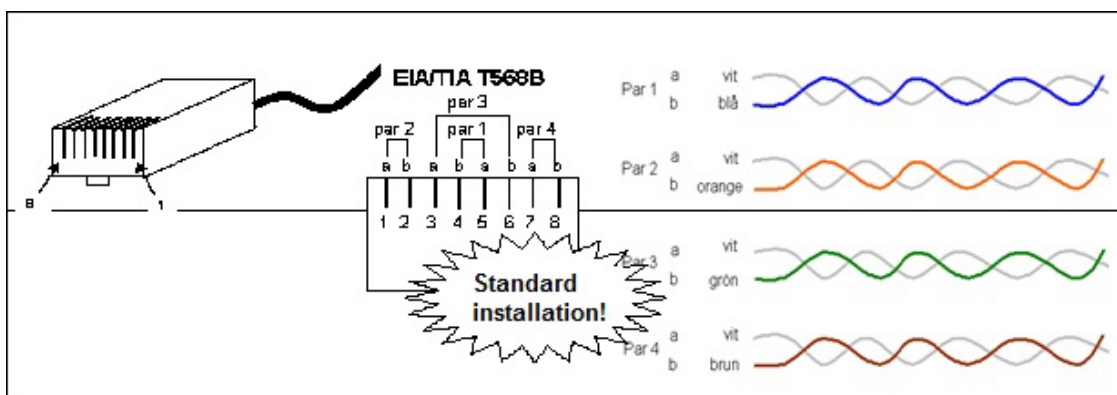 EIA/TIA T568B
par 3
par 2 par 1 par 4
a b a b a b a b
1 2 3 4 5 6 7 8
8 1
Standard
installation!
Par 1 a vit
b blå
Par 2 a vit
b orange
Par 3 a vit
b grön
Par 4 a vit
b brun